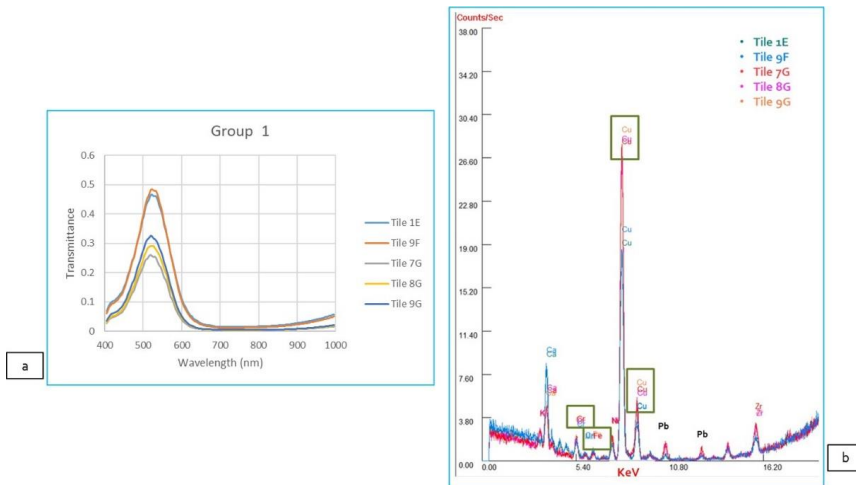 Group 1
0.6
0.5
0.4
0.3
0.2
0.1
0
Transmittance
400 500 600 700 800 900 1000
Wavelength (nm)
Tile 1E
Tile 9F
Tile 7G
Tile 8G
Tile 9G
a
Counts/Sec
38.00
34.20
30.40
26.60
22.80
19.00
15.20
11.40
7.60
3.80
0.00
Tile 1E
Tile 9F
Tile 7G
Tile 8G
Tile 9G
Cu
Cu
Cu
Cu
Ca
Cu
Cu
K
Cr
Fe
Ni
Pb
Pb
Zr
Zr
0.00 5.40 10.80 16.20
KeV
b